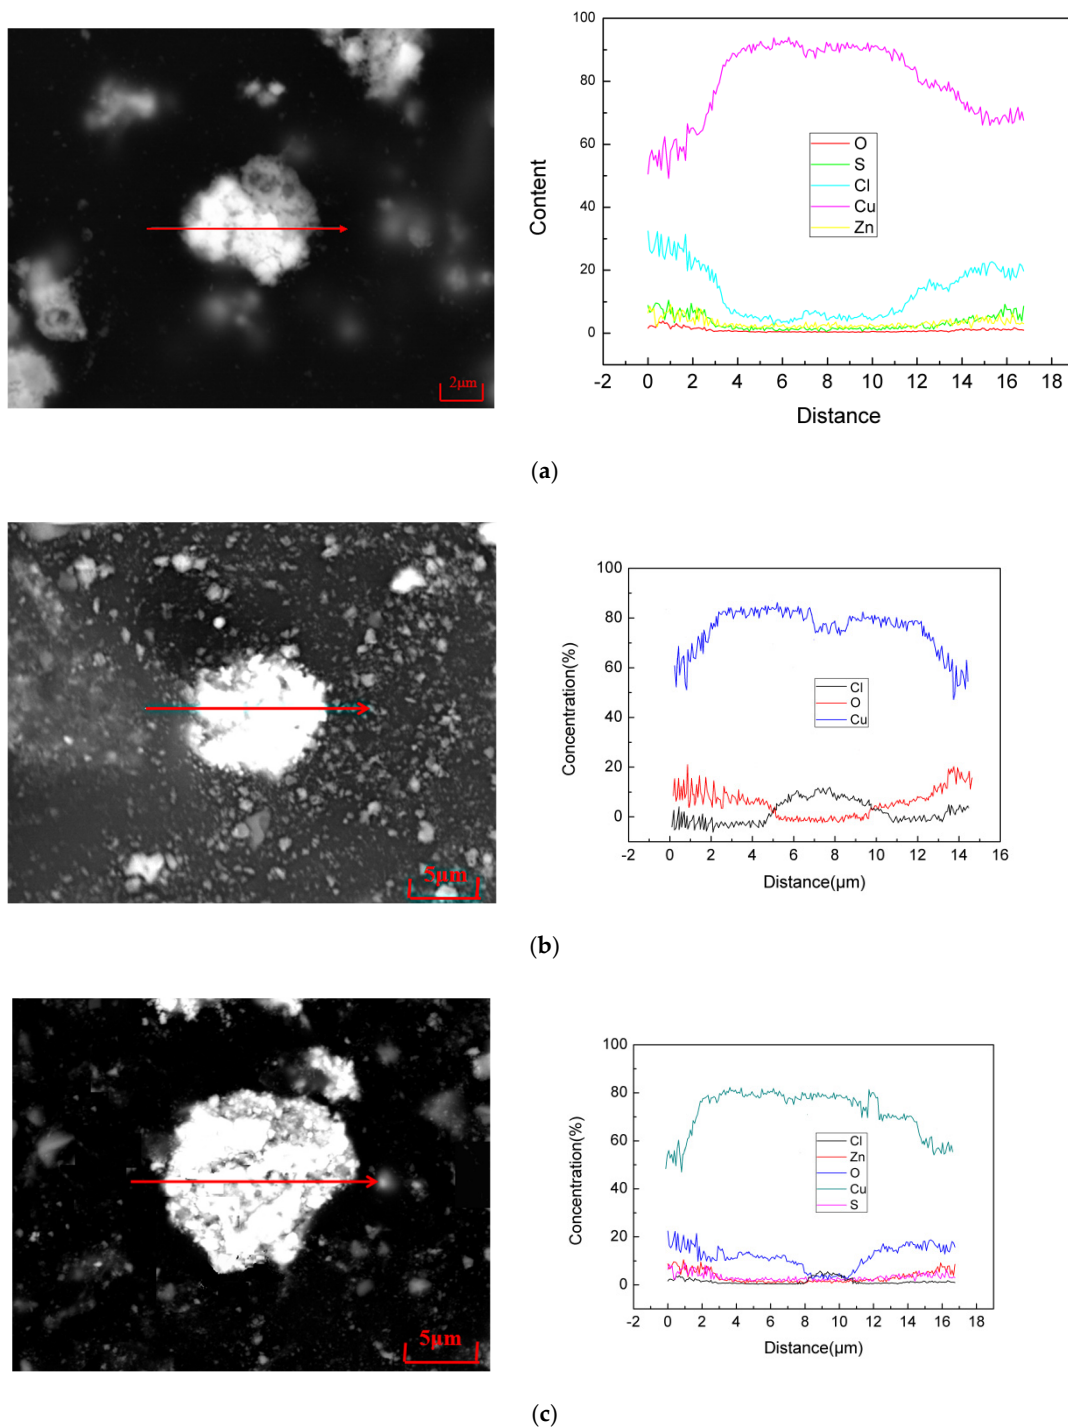 100
80
60
40
20
0
Content
O
S
Cl
Cu
Zn
-2 0 2 4 6 8 10 12 14 16 18
Distance
2μm
(a)
100
80
60
40
20
0
Concentration(%)
Cl
O
Cu
-2 0 2 4 6 8 10 12 14 16
Distance(μm)
5μm
(b)
100
80
60
40
20
0
Concentration(%)
Cl
Zn
O
Cu
S
-2 0 2 4 6 8 10 12 14 16 18
Distance(μm)
5μm
(c)